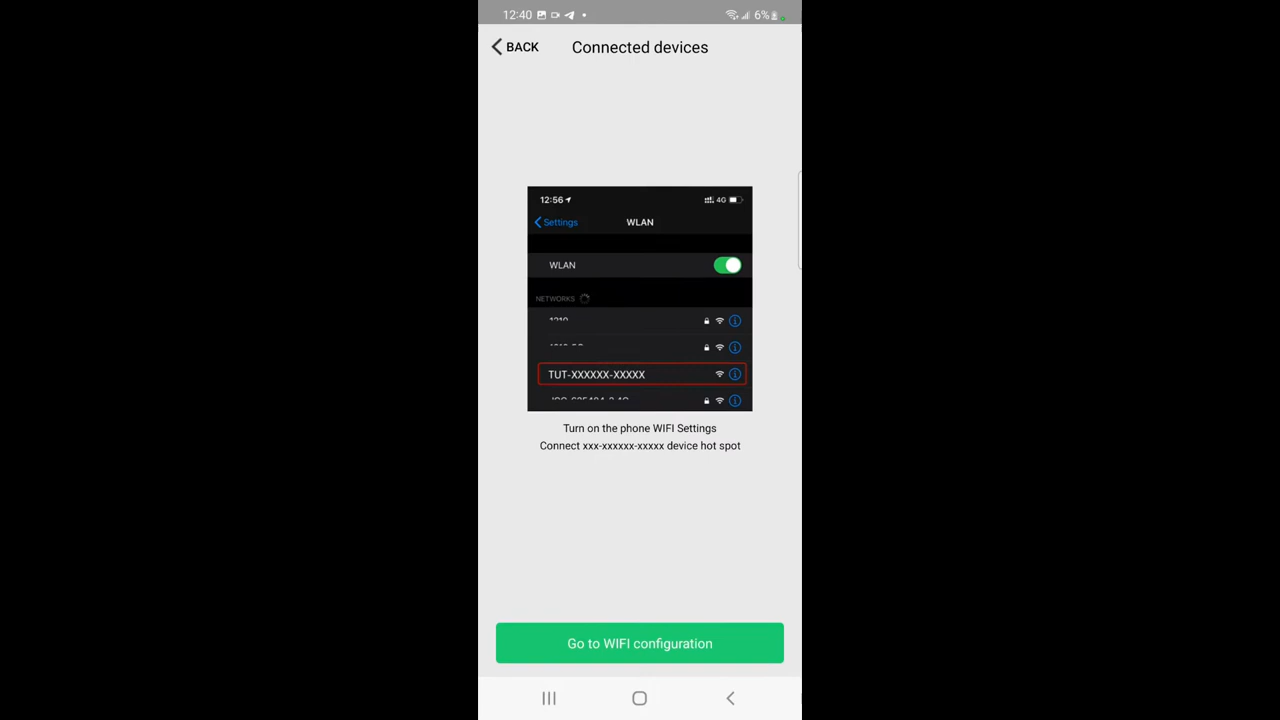 12:40
6%
BACK
Connected devices
12:56
4G
Settings
WLAN
WLAN
NETWORKS
TUT-XXXXXX-XXXXX
Turn on the phone WIFI Settings
Connect xxx-xxxxxx-xxxxx device hot spot
Go to WIFI configuration